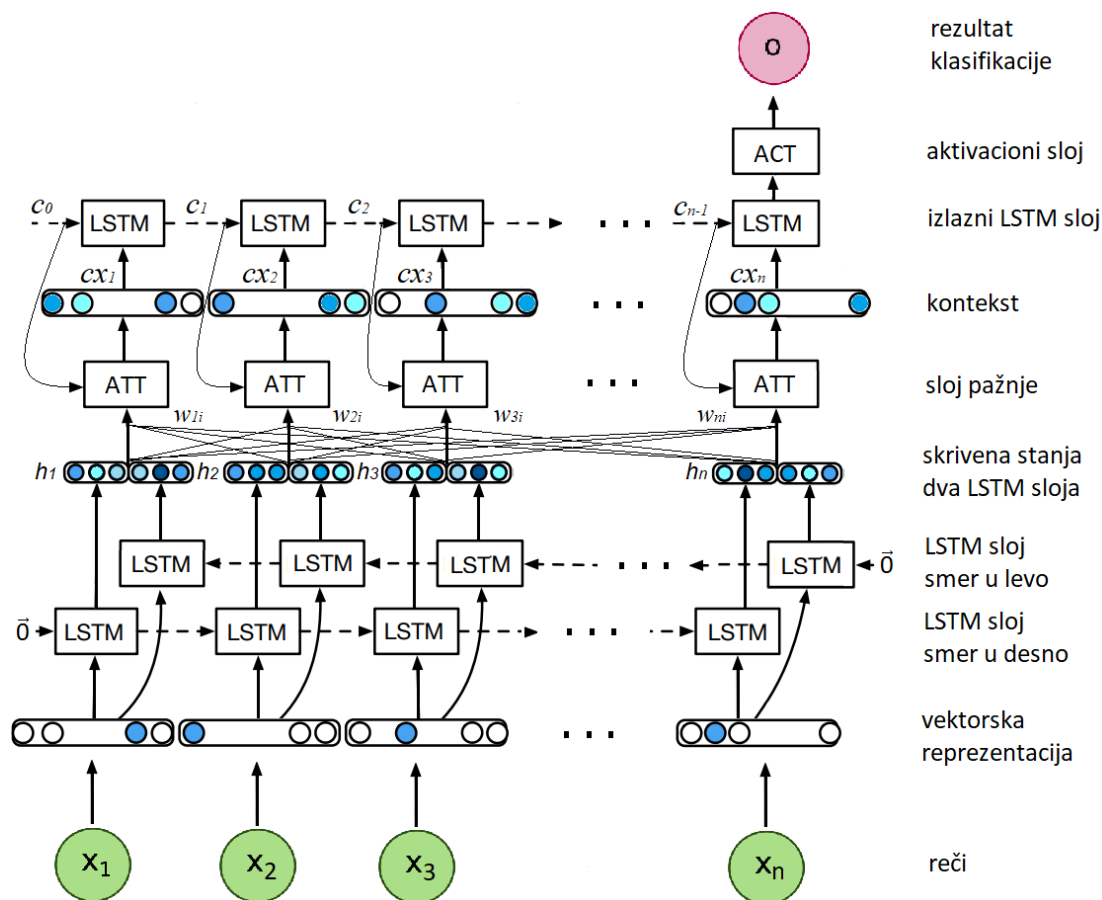 o
rezultat
klasifikacije
ACT
aktivacioni sloj
c0 LSTM c1 LSTM c2 LSTM . . . cn-1 LSTM
izlazni LSTM sloj
cx1 cx2 cx3 cxn
. . .
kontekst
ATT ATT ATT . . . ATT
sloj pažnje
w1i w2i w3i wni
h1 h2 h3 hn
skrivena stanja
dva LSTM sloja
LSTM LSTM LSTM . . . LSTM 0⃗
LSTM sloj
smer u levo
0⃗ LSTM LSTM LSTM . . . LSTM
LSTM sloj
smer u desno
. . .
vektorska
reprezentacija
x1 x2 x3 xn
reči